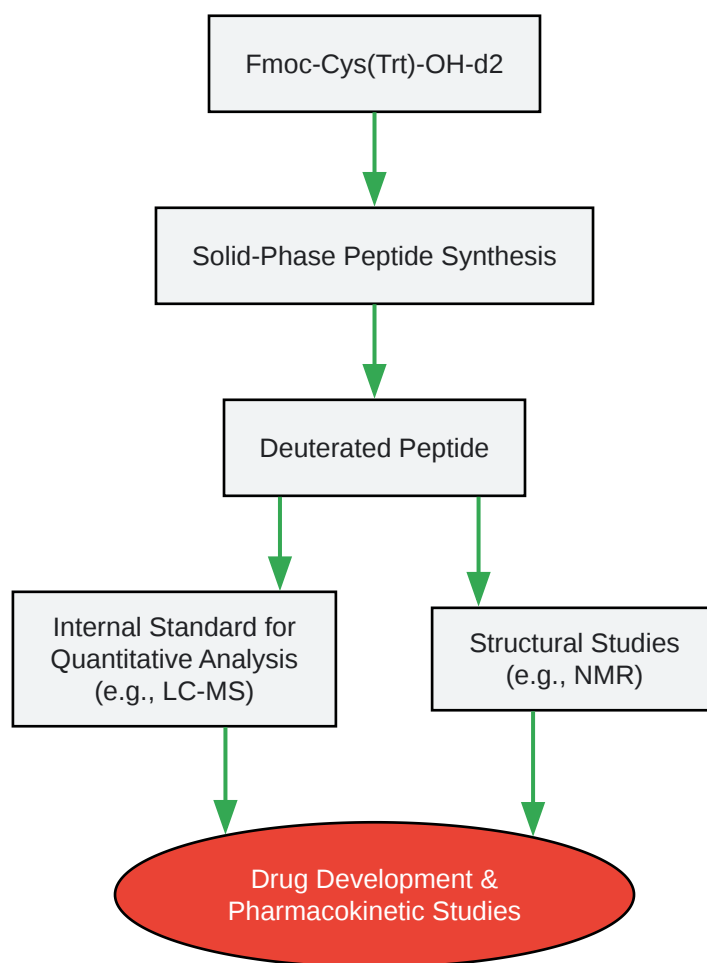 Fmoc-Cys(Trt)-OH-d2
Solid-Phase Peptide Synthesis
Deuterated Peptide
Internal Standard for
Quantitative Analysis
(e.g., LC-MS)
Structural Studies
(e.g., NMR)
Drug Development &
Pharmacokinetic Studies